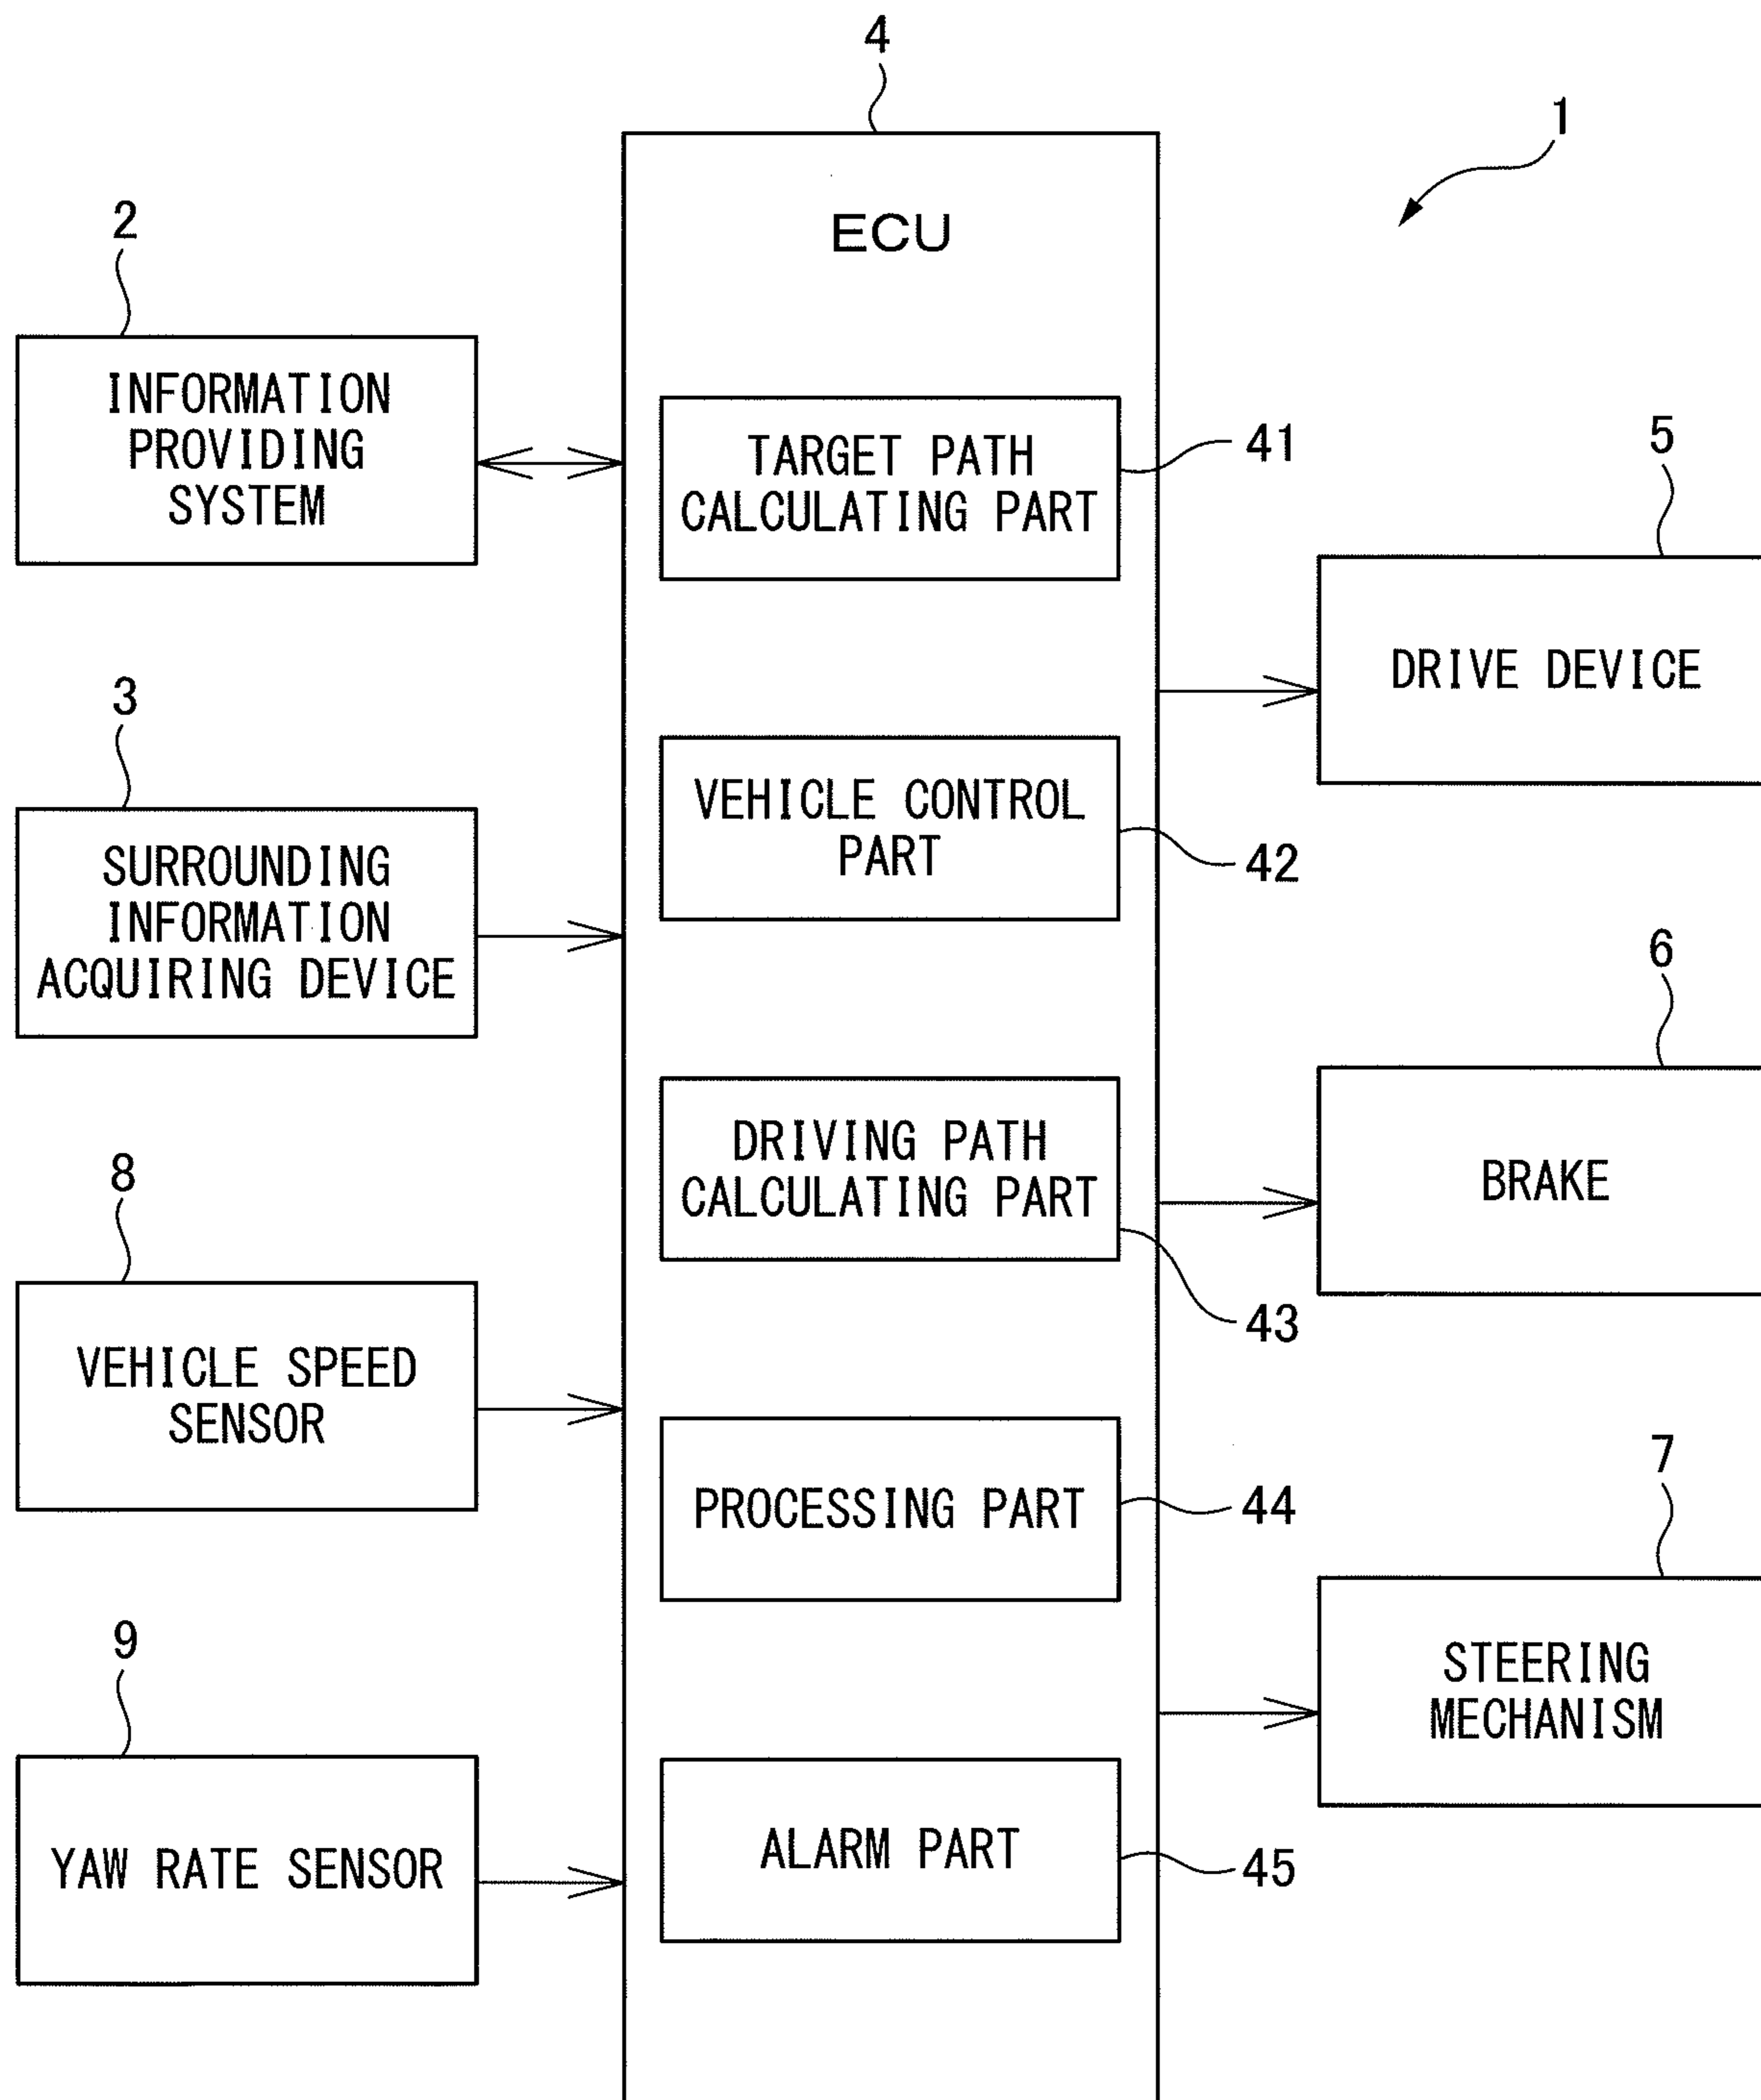 4
1
ECU
2
INFORMATION
PROVIDING
SYSTEM
TARGET PATH
CALCULATING PART
41
5
DRIVE DEVICE
3
SURROUNDING
INFORMATION
ACQUIRING DEVICE
VEHICLE CONTROL
PART
42
6
BRAKE
DRIVING PATH
CALCULATING PART
43
8
VEHICLE SPEED
SENSOR
PROCESSING PART
44
7
STEERING
MECHANISM
9
YAW RATE SENSOR
ALARM PART
45